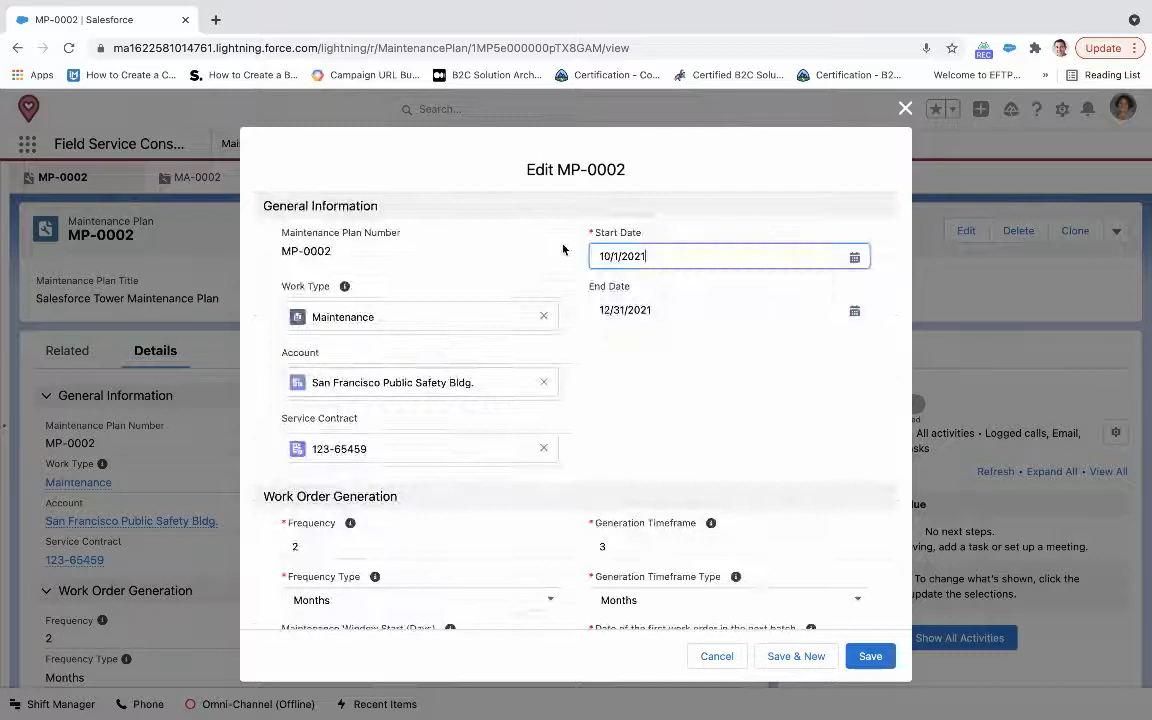 MP-0002 | Salesforce
ma1622581014761.lightning.force.com/lightning/r/MaintenancePlan/1MP5e000000pTX8GAM/view
REC
Update
Apps
How to Create a C...
How to Create a B...
Campaign URL Bu...
B2C Solution Arch...
Certification - Co...
Certified B2C Solu...
Certification - B2...
Welcome to EFTP...
»
Reading List
Search...
Field Service Cons...
Mai
MP-0002
MA-0002
Maintenance Plan
MP-0002
Edit
Delete
Clone
Maintenance Plan Title
Salesforce Tower Maintenance Plan
Related
Details
General Information
Maintenance Plan Number
MP-0002
Work Type
Maintenance
Account
San Francisco Public Safety Bldg.
Service Contract
123-65459
Work Order Generation
Frequency
2
Frequency Type
Months
Edit MP-0002
General Information
Maintenance Plan Number
MP-0002
* Start Date
10/1/2021
Work Type
Maintenance
End Date
12/31/2021
Account
San Francisco Public Safety Bldg.
Service Contract
123-65459
Work Order Generation
* Frequency
2
* Generation Timeframe
3
* Frequency Type
Months
* Generation Timeframe Type
Months
Maintenance Window Start (Days)
* Date of the first work order in the next batch
Cancel
Save & New
Save
All activities • Logged calls, Email,
Refresh • Expand All • View All
No next steps.
add a task or set up a meeting.
To change what's shown, click the
update the selections.
Show All Activities
Shift Manager
Phone
Omni-Channel (Offline)
Recent Items